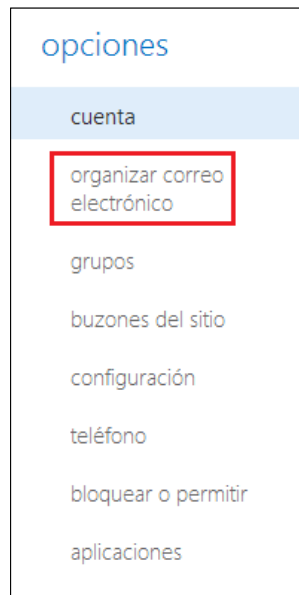 opciones
cuenta
organizar correo
electrónico
grupos
buzones del sitio
configuración
teléfono
bloquear o permitir
aplicaciones